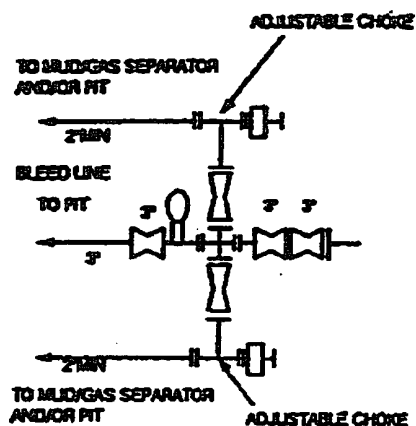 ADJUSTABLE CHOKE
TO MUD/GAS SEPARATOR
AND/OR PIT
2"MIN
BLEED LINE
TO PIT
3"
3" 3"
3"
2"MIN
TO MUD/GAS SEPARATOR
AND/OR PIT
ADJUSTABLE CHOKE